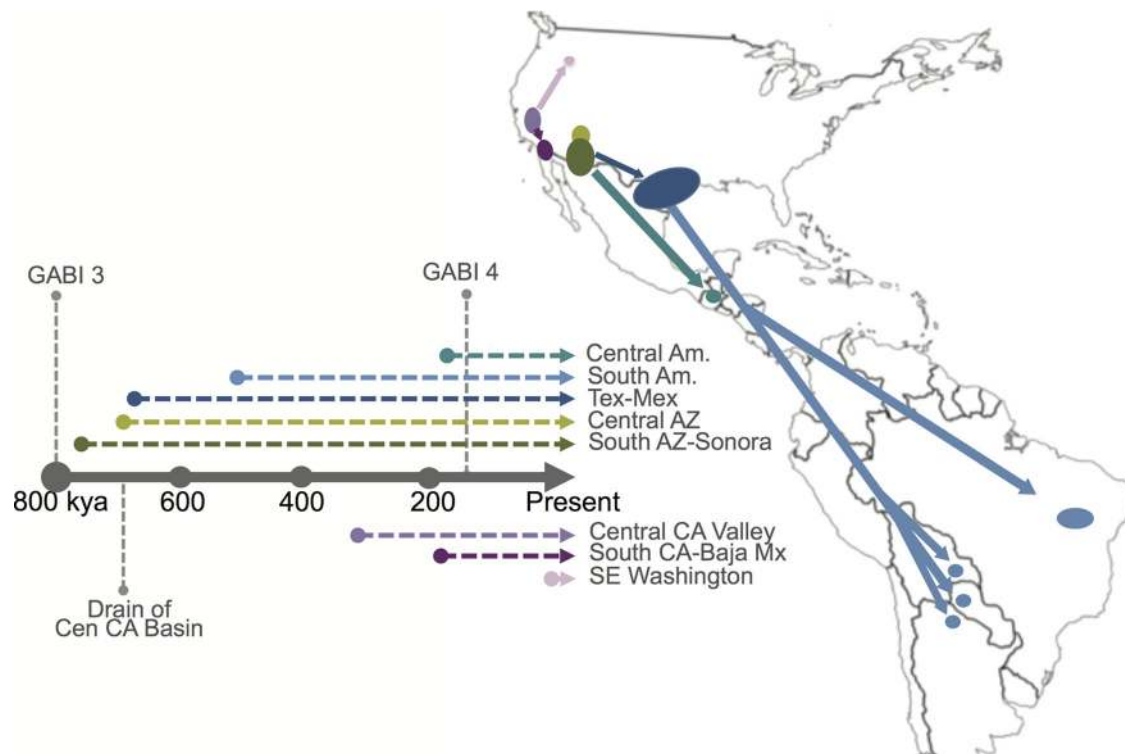 GABI 3
GABI 4
Central Am.
South Am.
Tex-Mex
Central AZ
South AZ-Sonora
800 kya
600
400
200
Present
Central CA Valley
South CA-Baja Mx
SE Washington
Drain of
Cen CA Basin